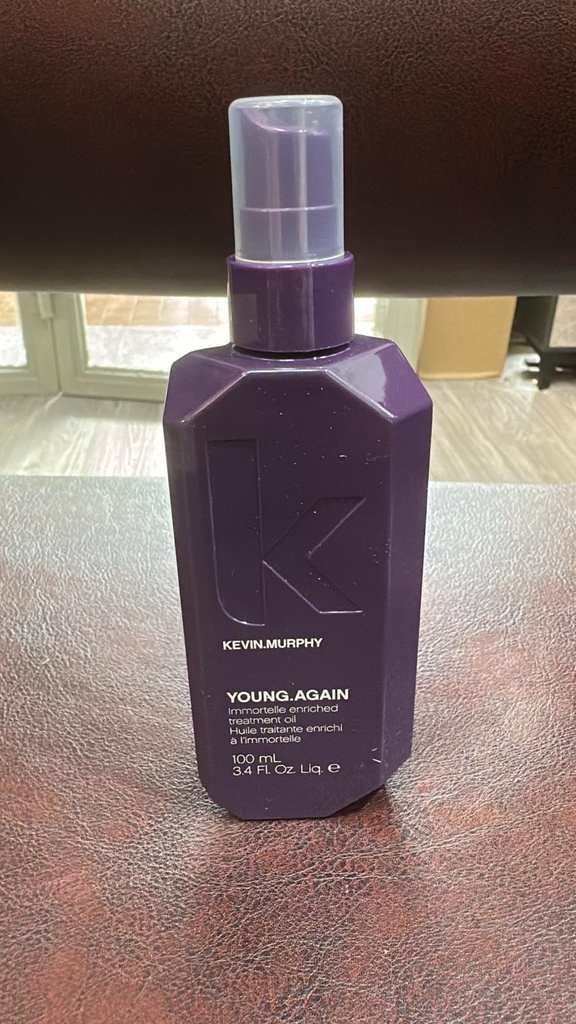 k
KEVIN.MURPHY
YOUNG.AGAIN
Immortelle enriched
treatment oil
Huile traitante enrichi
à l'immortelle
100 mL
3.4 Fl. Oz. Liq. ℮